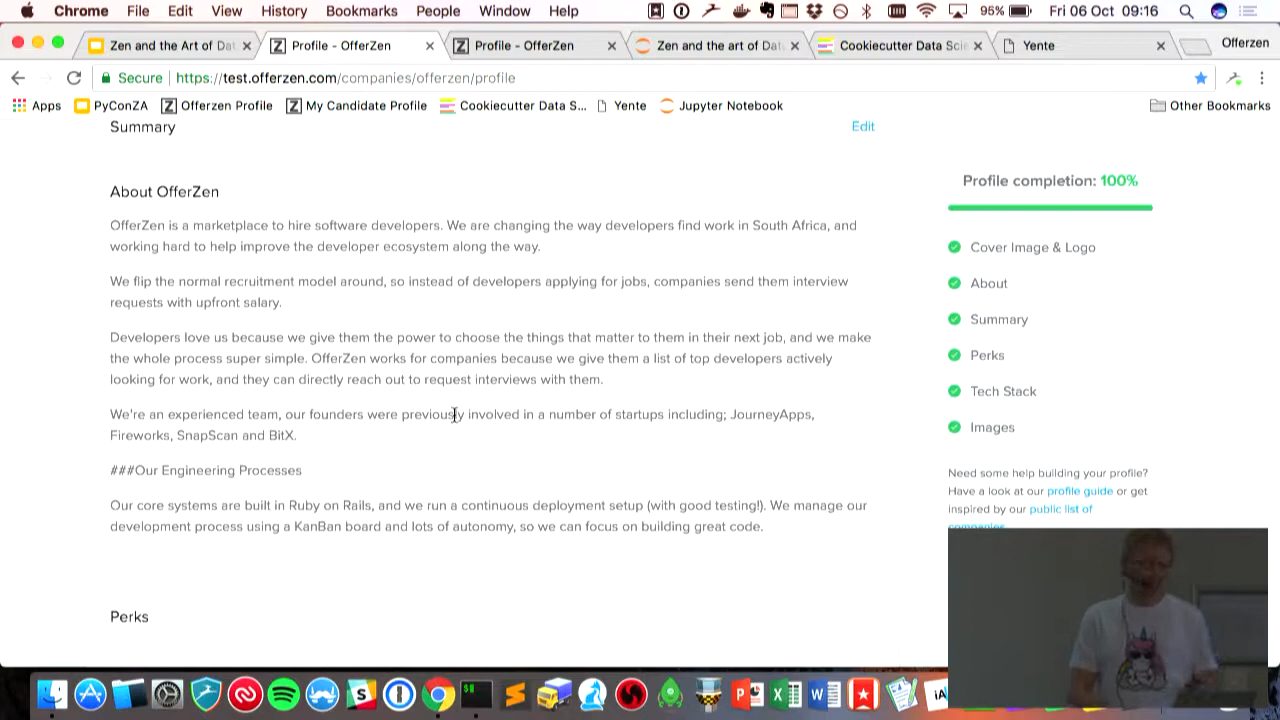 Chrome File Edit View History Bookmarks People Window Help 95% Fri 06 Oct 09:16
Zen and the Art of Dat Profile - OfferZen Profile - OfferZen Zen and the art of Dat Cookiecutter Data Scie Yente Offerzen
Secure https://test.offerzen.com/companies/offerzen/profile
Apps PyConZA Offerzen Profile My Candidate Profile Cookiecutter Data S... Yente Jupyter Notebook Other Bookmarks
Summary Edit
About OfferZen
OfferZen is a marketplace to hire software developers. We are changing the way developers find work in South Africa, and
working hard to help improve the developer ecosystem along the way.
We flip the normal recruitment model around, so instead of developers applying for jobs, companies send them interview
requests with upfront salary.
Developers love us because we give them the power to choose the things that matter to them in their next job, and we make
the whole process super simple. OfferZen works for companies because we give them a list of top developers actively
looking for work, and they can directly reach out to request interviews with them.
We're an experienced team, our founders were previously involved in a number of startups including; JourneyApps,
Fireworks, SnapScan and BitX.
###Our Engineering Processes
Our core systems are built in Ruby on Rails, and we run a continuous deployment setup (with good testing!). We manage our
development process using a KanBan board and lots of autonomy, so we can focus on building great code.
Perks
Profile completion: 100%
Cover Image & Logo
About
Summary
Perks
Tech Stack
Images
Need some help building your profile?
Have a look at our profile guide or get
inspired by our public list of
companies
iA